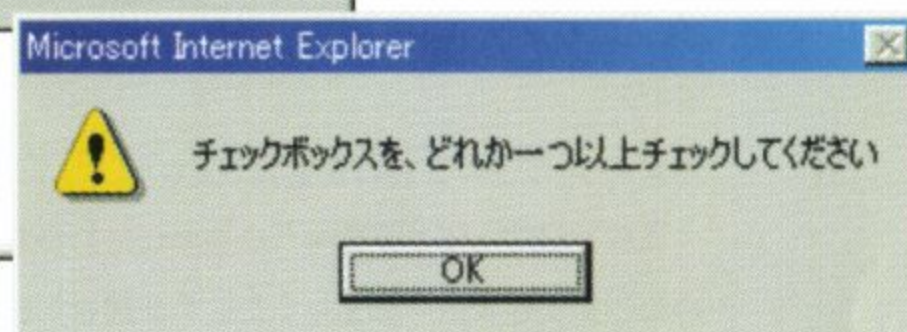 Microsoft Internet Explorer
チェックボックスを、どれか一つ以上チェックしてください
OK